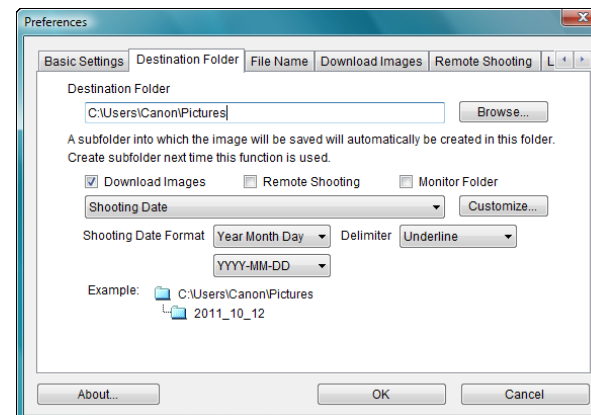 Preferences
Basic Settings Destination Folder File Name Download Images Remote Shooting L
Destination Folder
C:\Users\Canon\Pictures Browse...
A subfolder into which the image will be saved will automatically be created in this folder.
Create subfolder next time this function is used.
Download Images Remote Shooting Monitor Folder
Shooting Date Customize...
Shooting Date Format Year Month Day Delimiter Underline
YYYY-MM-DD
Example: C:\Users\Canon\Pictures
2011_10_12
About... OK Cancel